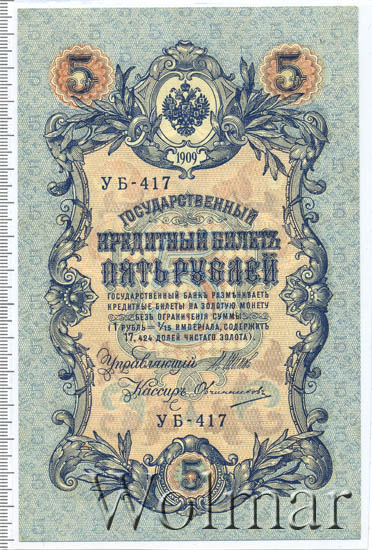 5 5
1909
УБ-417
ГОСУДАРСТВЕННЫЙ
КРЕДИТНЫЙ БИЛЕТЪ
ПЯТЬ РУБЛЕЙ
ГОСУДАРСТВЕННЫЙ БАНКЪ РАЗМѢНИВАЕТЪ
КРЕДИТНЫЕ БИЛЕТЫ НА ЗОЛОТУЮ МОНЕТУ
БЕЗЪ ОГРАНИЧЕНІЯ СУММЫ
(1 РУБЛЬ = 1/15 ИМПЕРІАЛА, СОДЕРЖИТЪ
17,424 ДОЛЕЙ ЧИСТАГО ЗОЛОТА)
Управляющій
Кассиръ Овчинниковъ
УБ-417
5
Wolmar